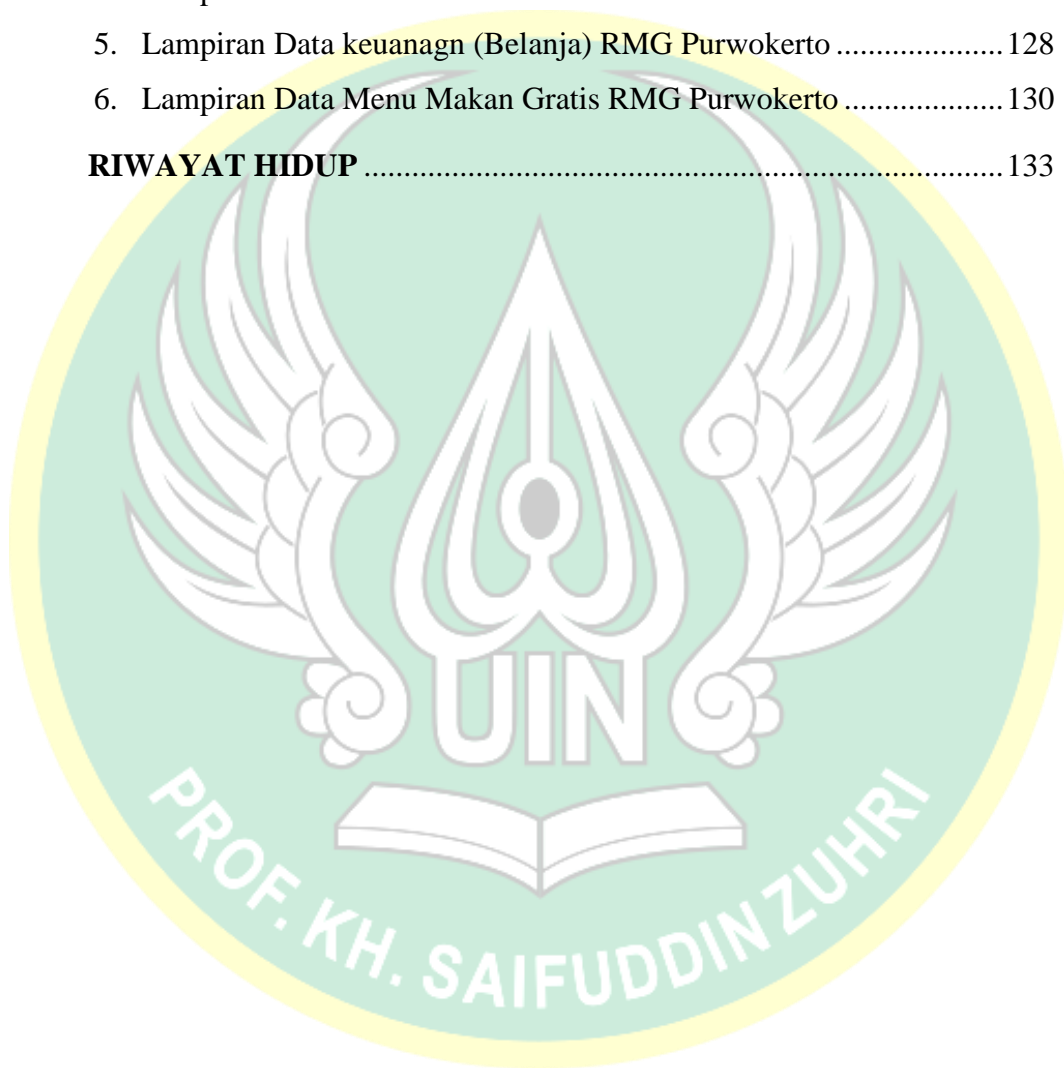 5. Lampiran Data keuanagn (Belanja) RMG Purwokerto .....................128
6. Lampiran Data Menu Makan Gratis RMG Purwokerto ....................130
RIWAYAT HIDUP .................................................................................133
UIN
PROF. KH. SAIFUDDIN ZUHRI